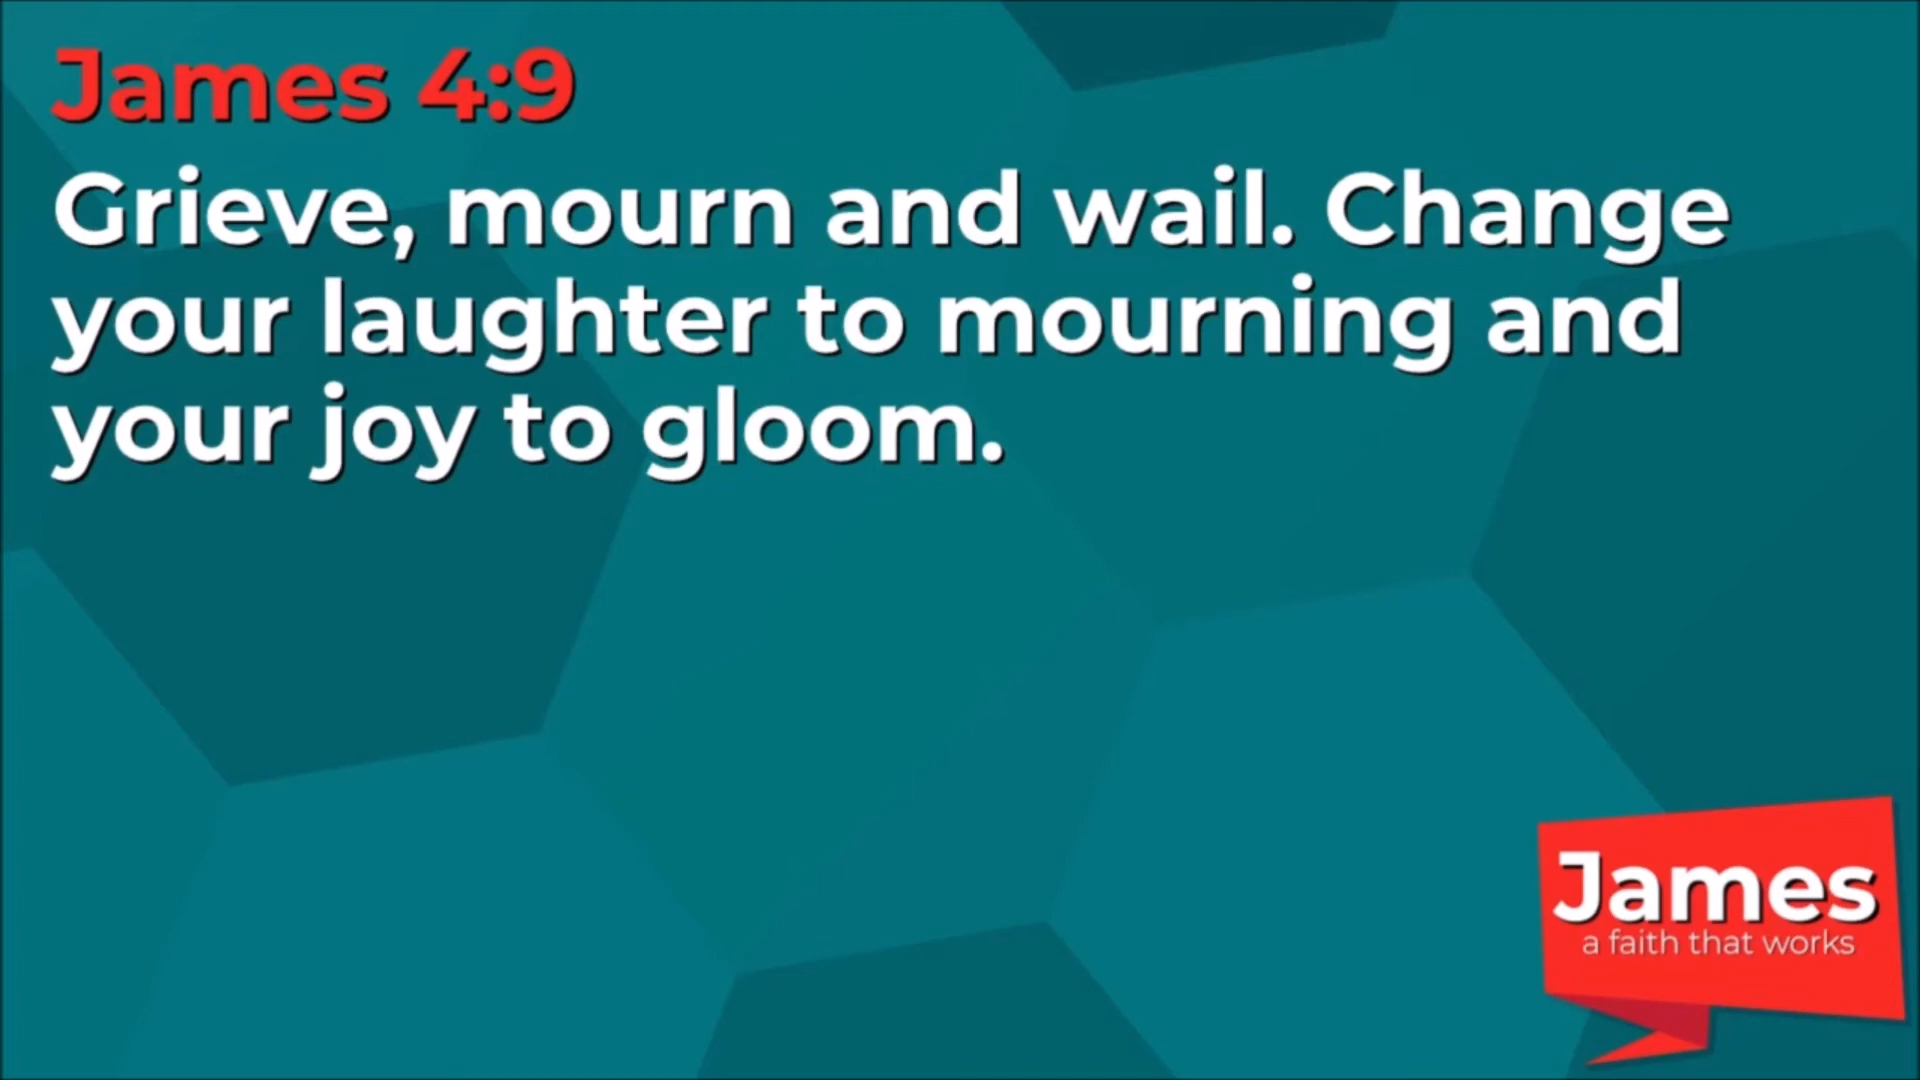 James 4:9
Grieve, mourn and wail. Change
your laughter to mourning and
your joy to gloom.
James
a faith that works